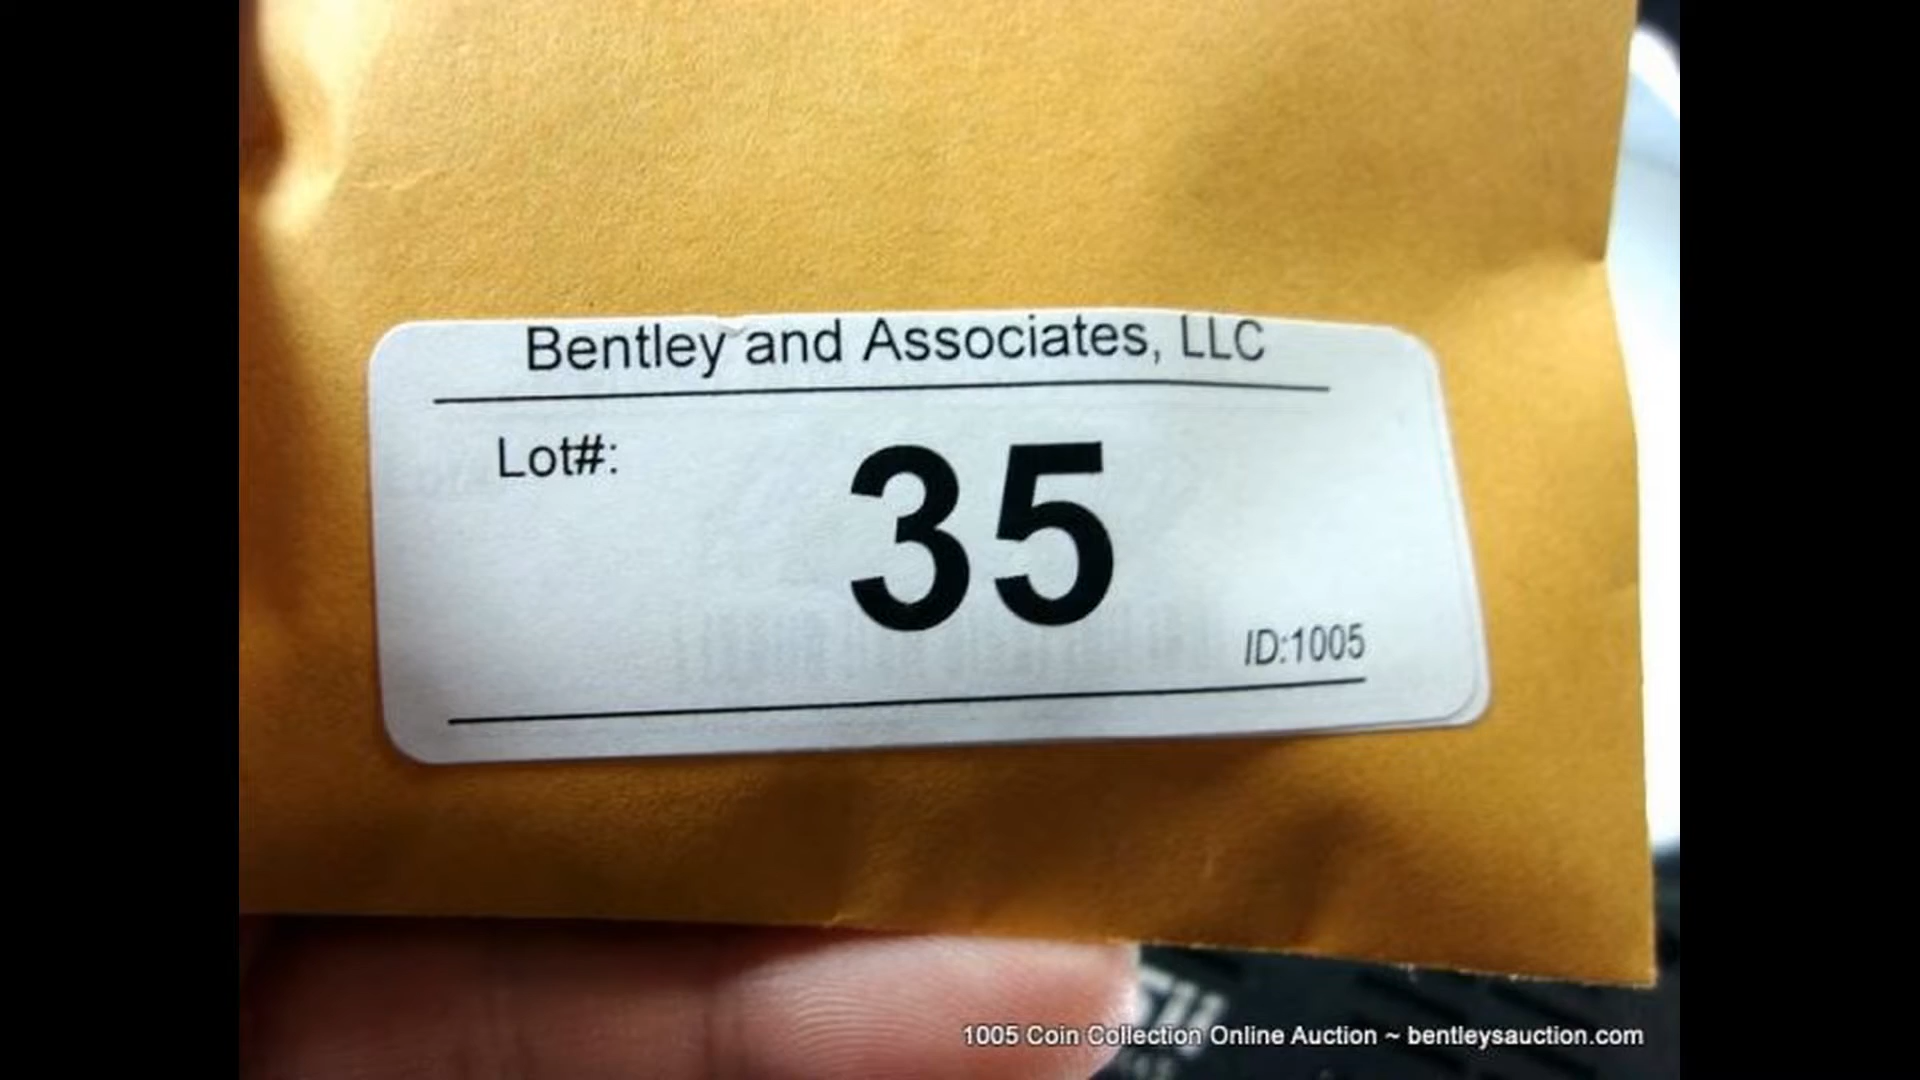 Bentley and Associates, LLC
Lot#:
35
ID:1005
1005 Coin Collection Online Auction ~ bentleysauction.com